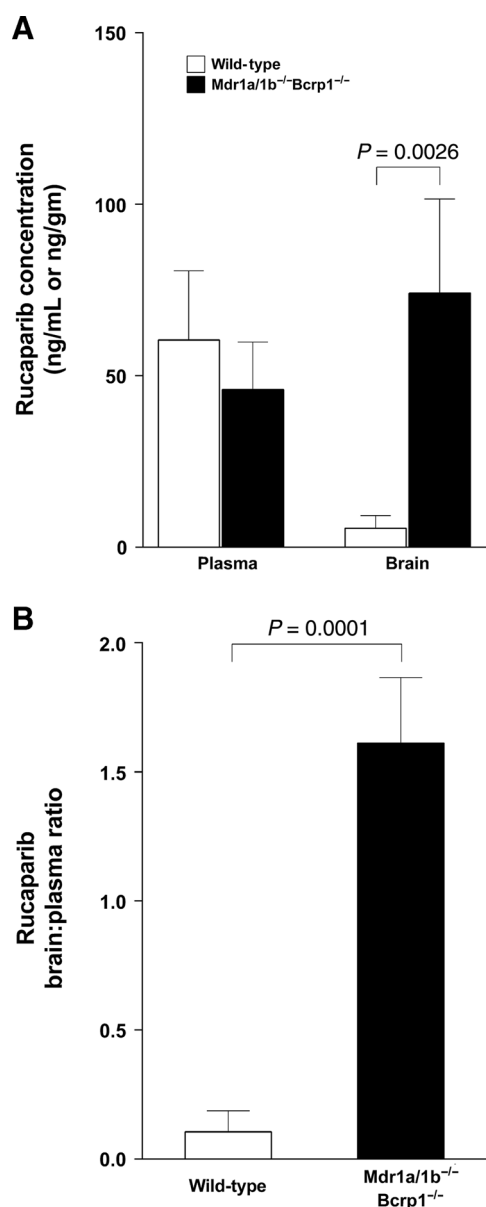 A
Rucaparib concentration
(ng/mL or ng/gm)
150
100
50
0
Wild-type
Mdr1a/1b⁻/⁻Bcrp1⁻/⁻
P = 0.0026
Plasma
Brain
B
Rucaparib
brain:plasma ratio
2.0
1.5
1.0
0.5
0.0
P = 0.0001
Wild-type
Mdr1a/1b⁻/⁻
Bcrp1⁻/⁻